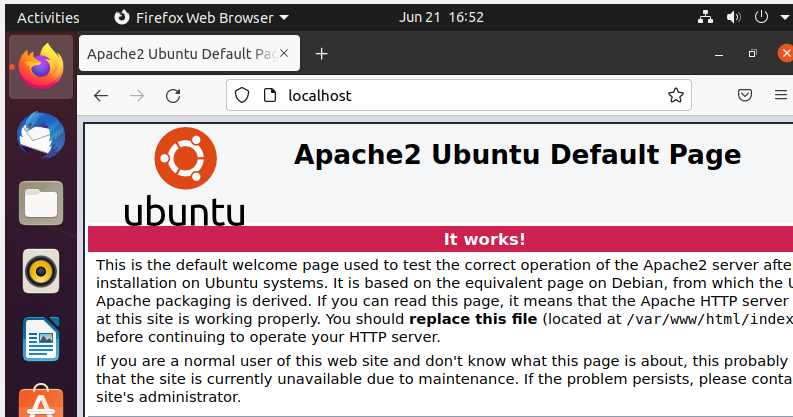 Activities Firefox Web Browser Jun 21 16:52
Apache2 Ubuntu Default Pag
localhost
ubuntu
Apache2 Ubuntu Default Page
It works!
This is the default welcome page used to test the correct operation of the Apache2 server afte
installation on Ubuntu systems. It is based on the equivalent page on Debian, from which the U
Apache packaging is derived. If you can read this page, it means that the Apache HTTP server
at this site is working properly. You should replace this file (located at /var/www/html/index
before continuing to operate your HTTP server.
If you are a normal user of this web site and don't know what this page is about, this probably
that the site is currently unavailable due to maintenance. If the problem persists, please conta
site's administrator.